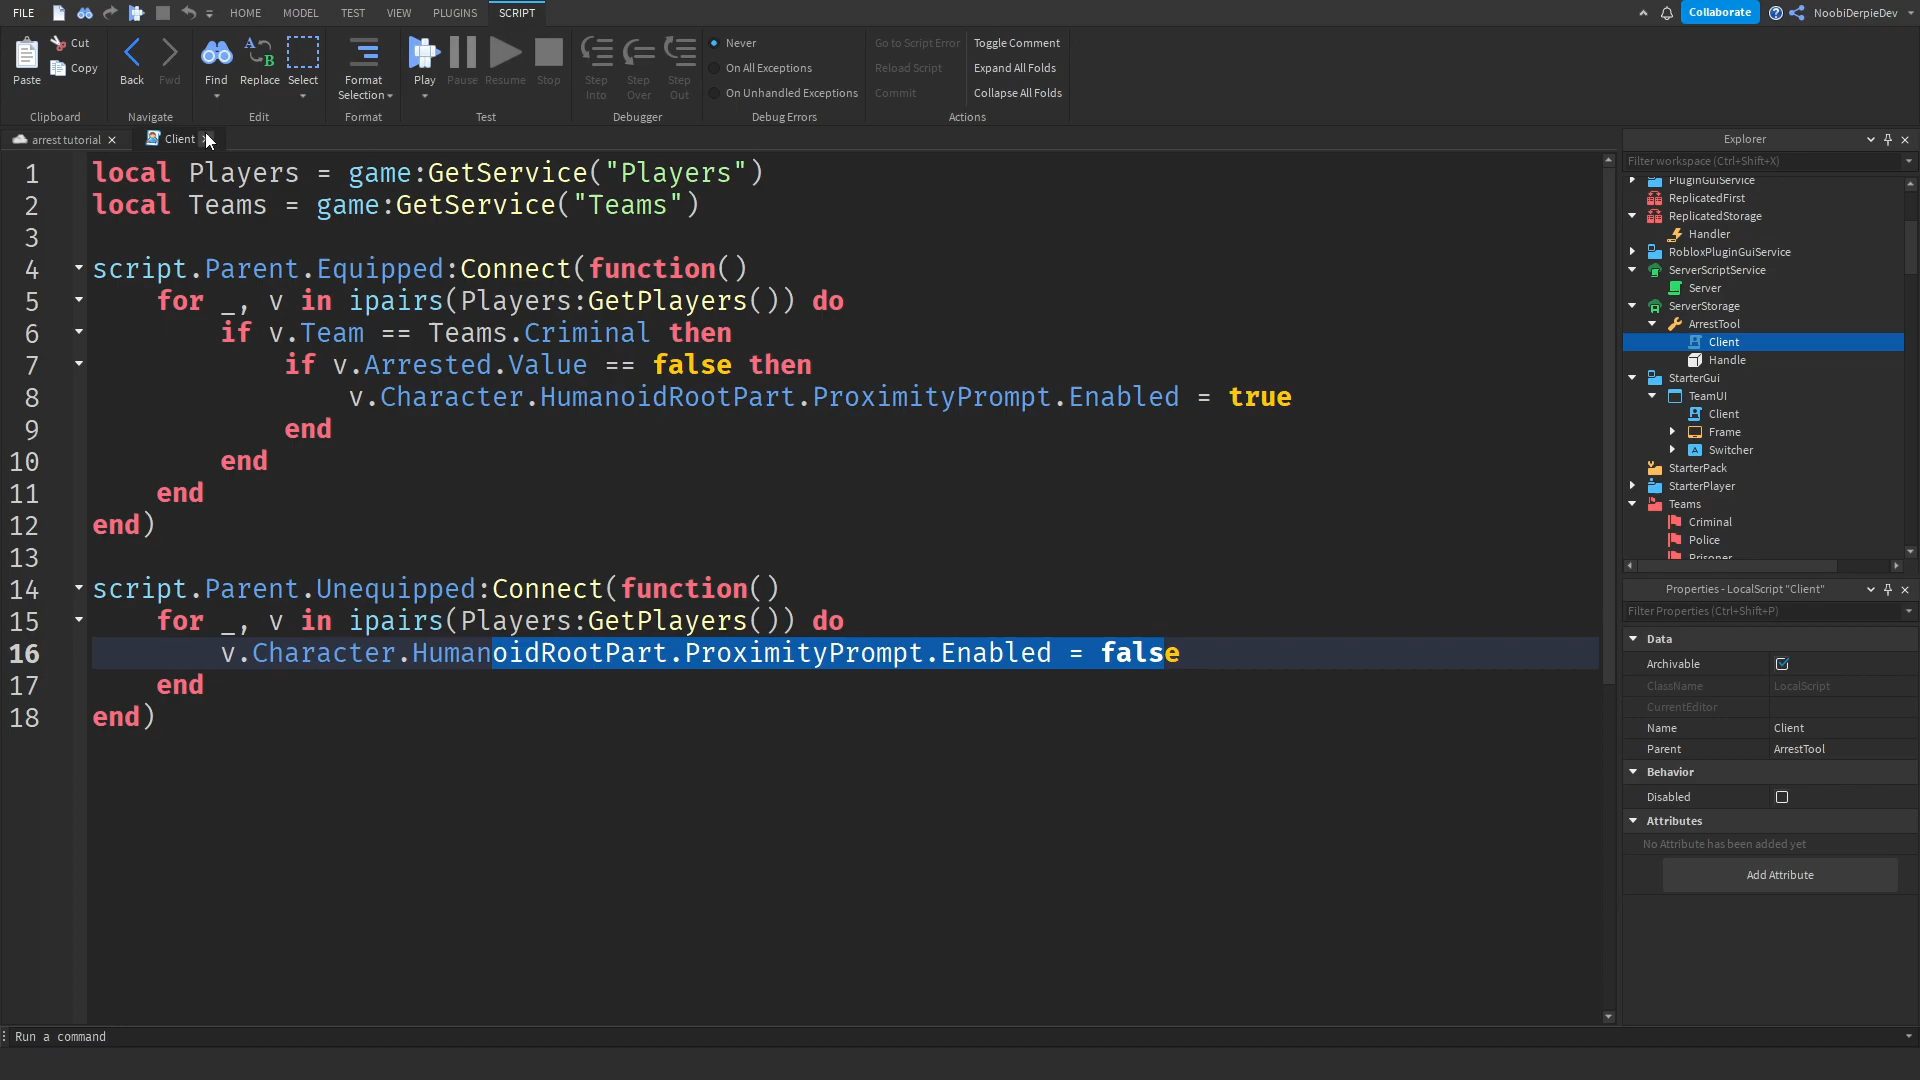 FILE HOME MODEL TEST VIEW PLUGINS SCRIPT Collaborate NoobiDerpieDev
Paste Cut Copy
Clipboard
Back Fwd
Navigate
Find Replace Select
Edit
Format Selection
Format
Play Pause Resume Stop
Test
Step Into Step Over Step Out
Debugger
Never
On All Exceptions
On Unhandled Exceptions
Debug Errors
Go to Script Error
Reload Script
Commit
Toggle Comment
Expand All Folds
Collapse All Folds
Actions
arrest tutorial Client
1 local Players = game:GetService("Players")
2 local Teams = game:GetService("Teams")
3
4 script.Parent.Equipped:Connect(function()
5 for _, v in ipairs(Players:GetPlayers()) do
6 if v.Team == Teams.Criminal then
7 if v.Arrested.Value == false then
8 v.Character.HumanoidRootPart.ProximityPrompt.Enabled = true
9 end
10 end
11 end
12 end)
13
14 script.Parent.Unequipped:Connect(function()
15 for _, v in ipairs(Players:GetPlayers()) do
16 v.Character.HumanoidRootPart.ProximityPrompt.Enabled = false
17 end
18 end)
Explorer
Filter workspace (Ctrl+Shift+X)
PluginGuiService
ReplicatedFirst
ReplicatedStorage
Handler
RobloxPluginGuiService
ServerScriptService
Server
ServerStorage
ArrestTool
Client
Handle
StarterGui
TeamUI
Client
Frame
Switcher
StarterPack
StarterPlayer
Teams
Criminal
Police
Prisoner
Properties - LocalScript "Client"
Filter Properties (Ctrl+Shift+P)
Data
Archivable
ClassName LocalScript
CurrentEditor
Name Client
Parent ArrestTool
Behavior
Disabled
Attributes
No Attribute has been added yet
Add Attribute
Run a command